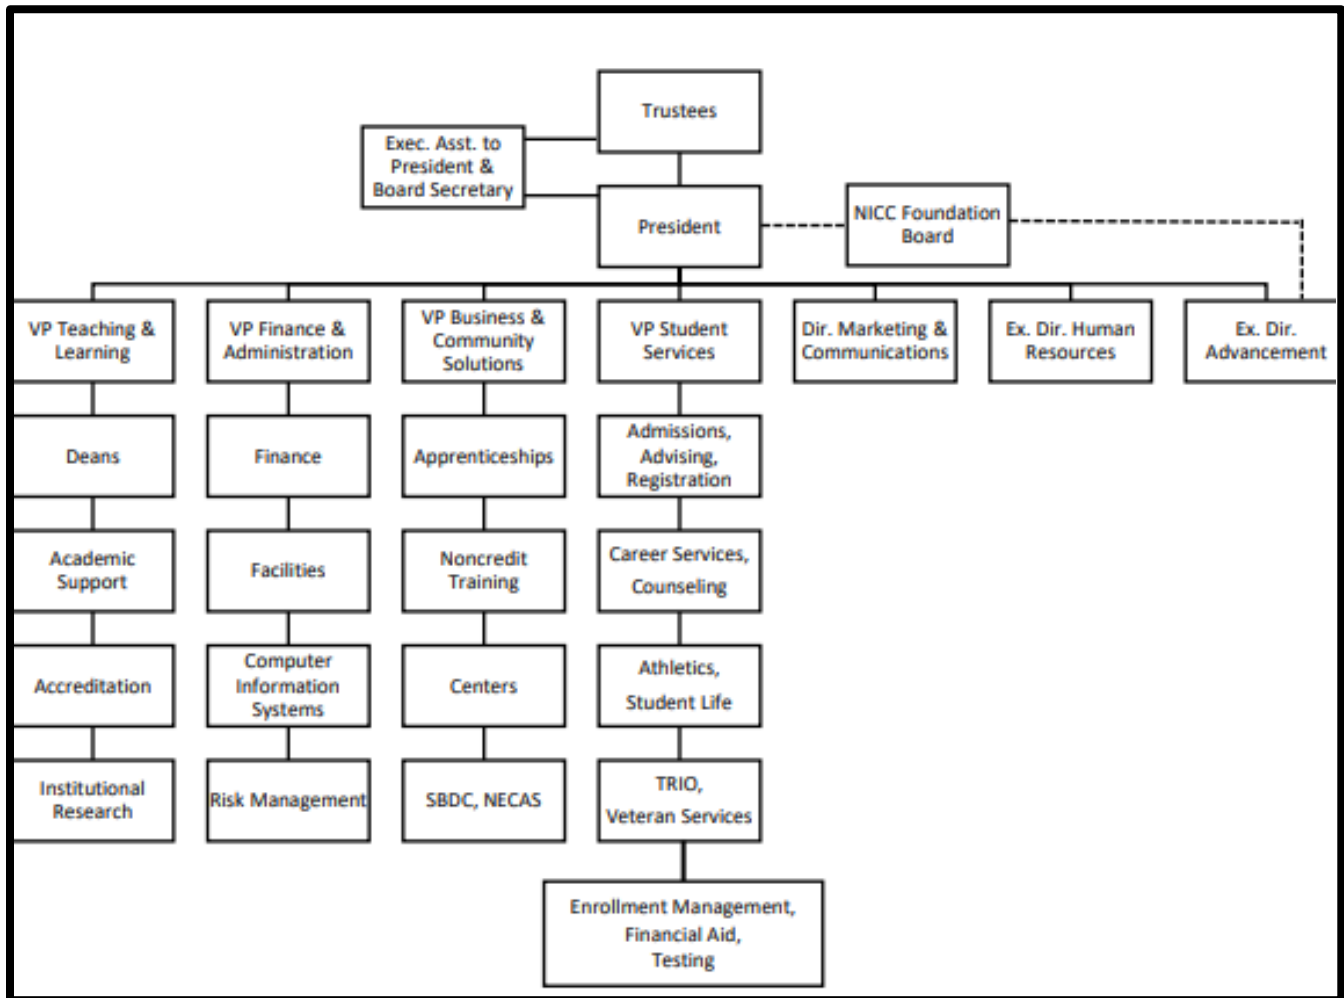 Trustees
Exec. Asst. to
President &
Board Secretary
President
NICC Foundation
Board
VP Teaching &
Learning
VP Finance &
Administration
VP Business &
Community
Solutions
VP Student
Services
Dir. Marketing &
Communications
Ex. Dir. Human
Resources
Ex. Dir.
Advancement
Deans
Finance
Apprenticeships
Admissions,
Advising,
Registration
Academic
Support
Facilities
Noncredit
Training
Career Services,
Counseling
Accreditation
Computer
Information
Systems
Centers
Athletics,
Student Life
Institutional
Research
Risk Management
SBDC, NECAS
TRIO,
Veteran Services
Enrollment Management,
Financial Aid,
Testing